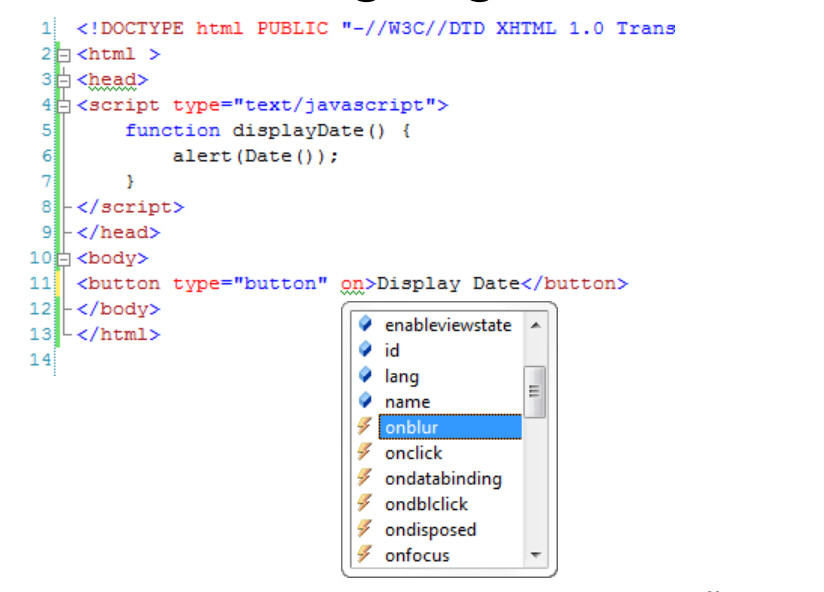 1 <!DOCTYPE html PUBLIC "-//W3C//DTD XHTML 1.0 Trans
2 <html >
3 <head>
4 <script type="text/javascript">
5 function displayDate() {
6 alert(Date());
7 }
8 </script>
9 </head>
10 <body>
11 <button type="button" on>Display Date</button>
12 </body>
13 </html>
14
enableviewstate
id
lang
name
onblur
onclick
ondatabinding
ondblclick
ondisposed
onfocus